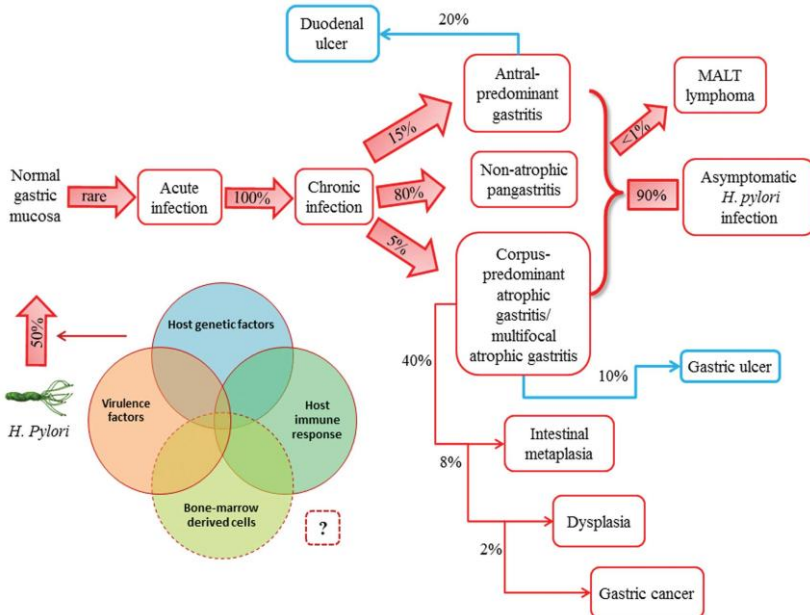 Duodenal
ulcer
20%
Antral-
predominant
gastritis
MALT
lymphoma
<1%
15%
Normal
gastric
mucosa
rare
Acute
infection
100%
Chronic
infection
80%
Non-atrophic
pangastritis
90%
Asymptomatic
H. pylori
infection
5%
Corpus-
predominant
atrophic
gastritis/
multifocal
atrophic gastritis
50%
H. Pylori
Host genetic factors
Virulence
factors
Host
immune
response
Bone-marrow
derived cells
?
40%
10%
Gastric ulcer
Intestinal
metaplasia
8%
Dysplasia
2%
Gastric cancer